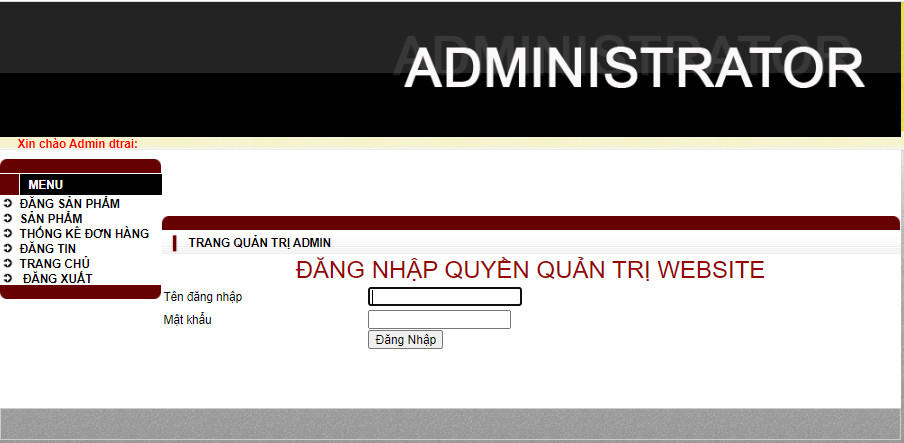 ADMINISTRATOR
Xin chào Admin dtrai:
MENU
ĐĂNG SẢN PHẨM
SẢN PHẨM
THỐNG KÊ ĐƠN HÀNG
ĐĂNG TIN
TRANG CHỦ
ĐĂNG XUẤT
TRANG QUẢN TRỊ ADMIN
ĐĂNG NHẬP QUYỀN QUẢN TRỊ WEBSITE
Tên đăng nhập
Mật khẩu
Đăng Nhập